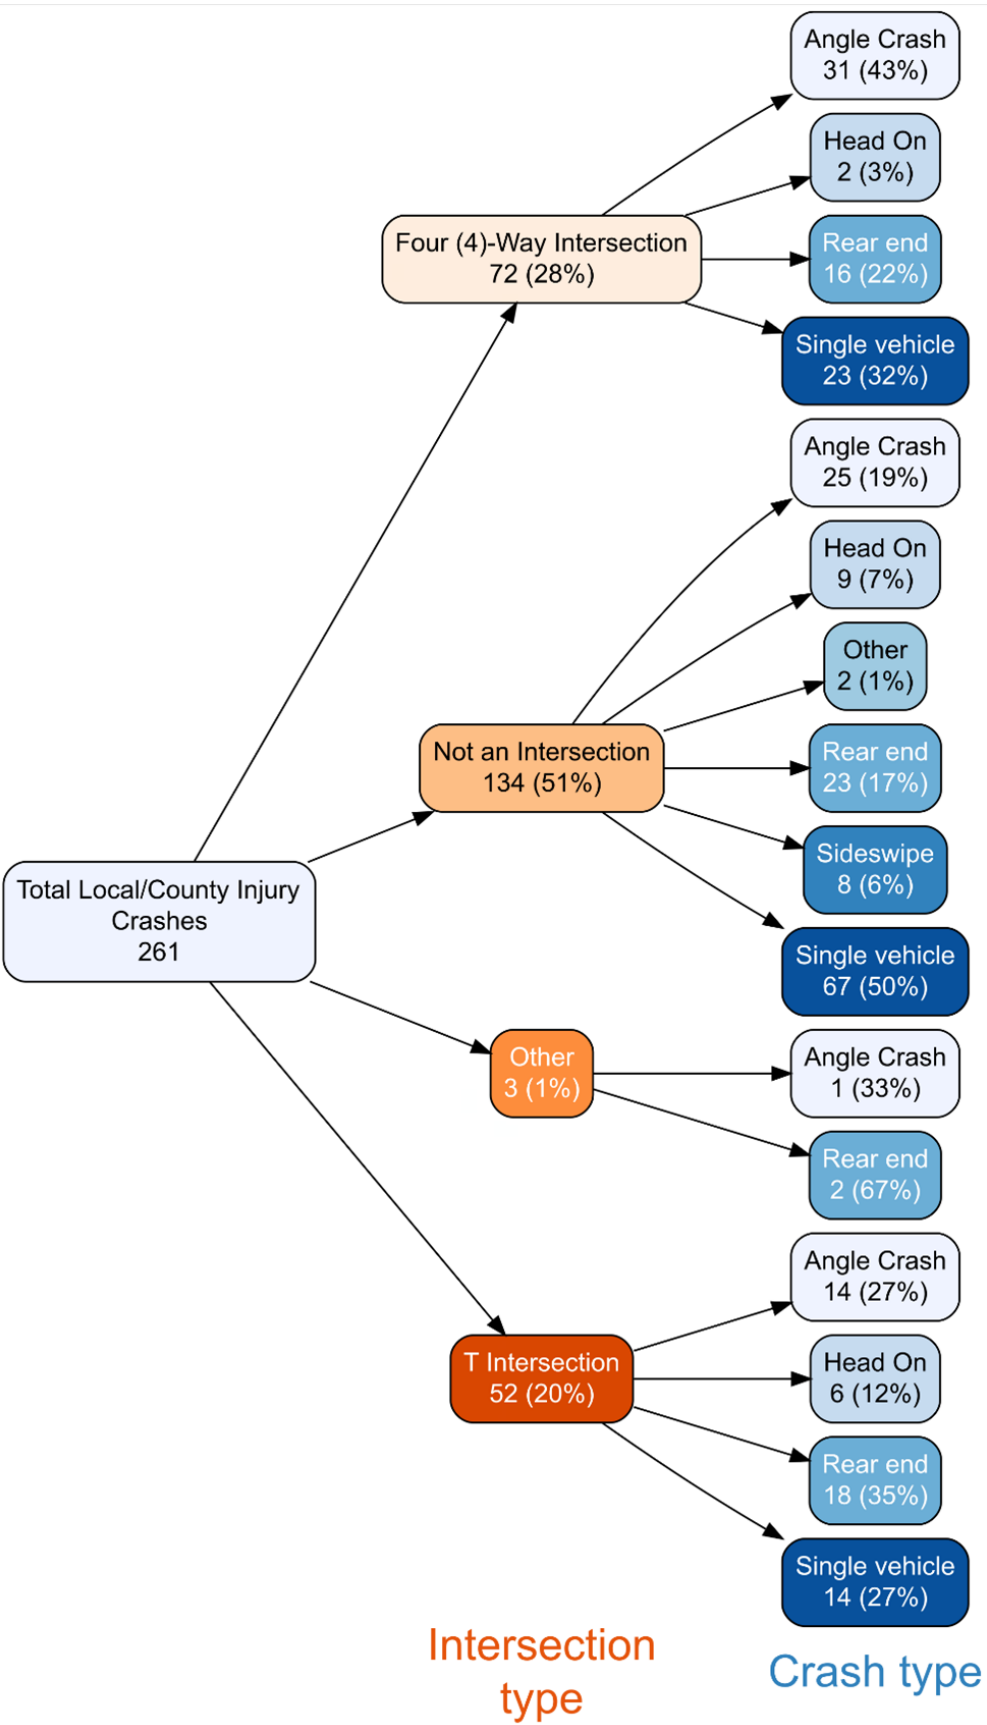 Angle Crash
31 (43%)
Head On
2 (3%)
Four (4)-Way Intersection
72 (28%)
Rear end
16 (22%)
Single vehicle
23 (32%)
Angle Crash
25 (19%)
Head On
9 (7%)
Other
2 (1%)
Not an Intersection
134 (51%)
Rear end
23 (17%)
Sideswipe
8 (6%)
Total Local/County Injury
Crashes
261
Single vehicle
67 (50%)
Other
3 (1%)
Angle Crash
1 (33%)
Rear end
2 (67%)
Angle Crash
14 (27%)
T Intersection
52 (20%)
Head On
6 (12%)
Rear end
18 (35%)
Single vehicle
14 (27%)
Intersection
type
Crash type